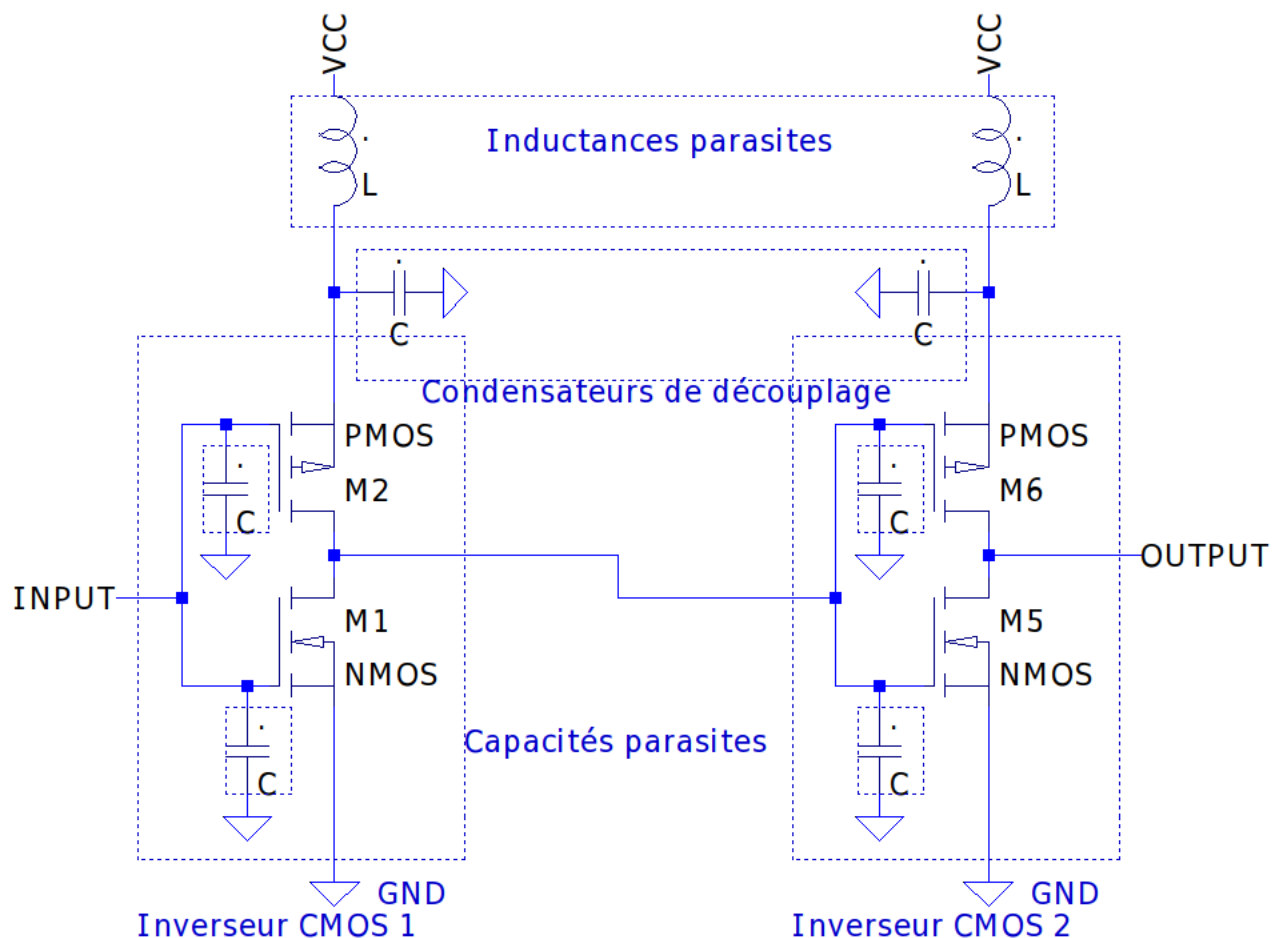 VCC
VCC
Inductances parasites
L
L
C
C
Condensateurs de découplage
PMOS
PMOS
M2
M6
C
C
OUTPUT
INPUT
M1
M5
NMOS
NMOS
Capacités parasites
C
C
GND
GND
Inverseur CMOS 1
Inverseur CMOS 2